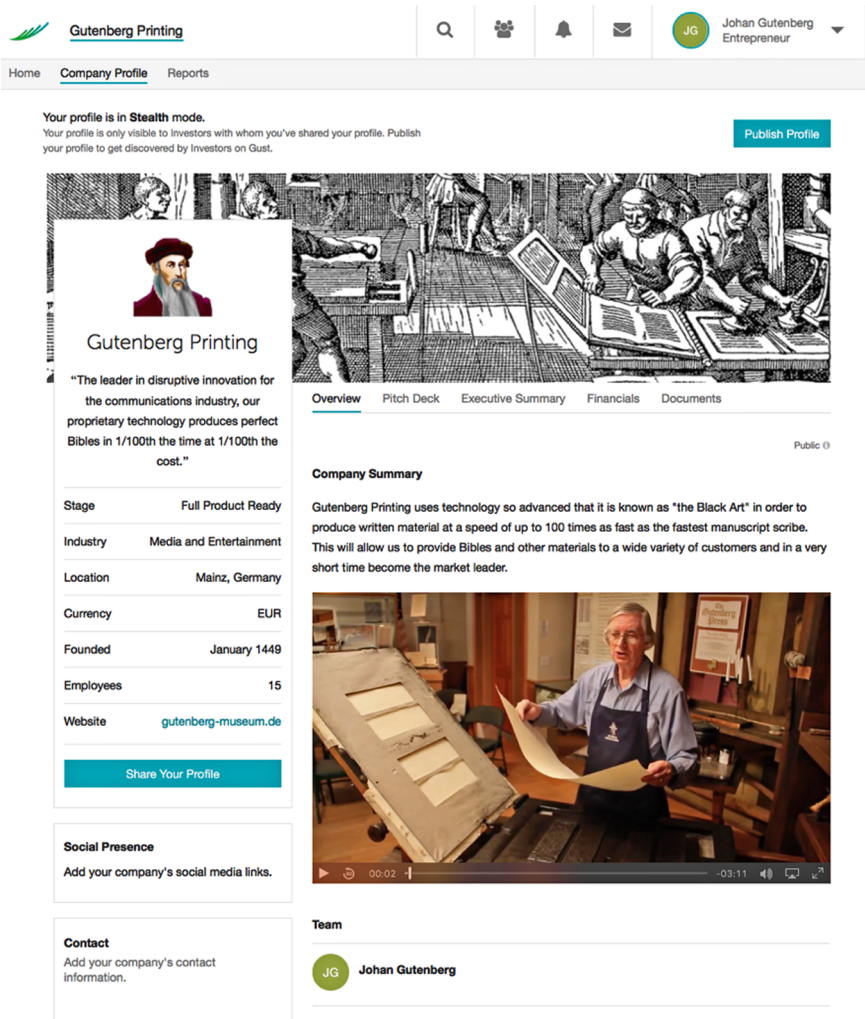 Gutenberg Printing
JG
Johan Gutenberg
Entrepreneur
Home
Company Profile
Reports
Your profile is in Stealth mode.
Your profile is only visible to Investors with whom you've shared your profile. Publish
your profile to get discovered by Investors on Gust.
Publish Profile
Gutenberg Printing
“The leader in disruptive innovation for
the communications industry, our
proprietary technology produces perfect
Bibles in 1/100th the time at 1/100th the
cost.”
Stage Full Product Ready
Industry Media and Entertainment
Location Mainz, Germany
Currency EUR
Founded January 1449
Employees 15
Website gutenberg-museum.de
Share Your Profile
Social Presence
Add your company's social media links.
Contact
Add your company's contact
information.
Overview
Pitch Deck
Executive Summary
Financials
Documents
Public
Company Summary
Gutenberg Printing uses technology so advanced that it is known as "the Black Art" in order to
produce written material at a speed of up to 100 times as fast as the fastest manuscript scribe.
This will allow us to provide Bibles and other materials to a wide variety of customers and in a very
short time become the market leader.
The
Gutenberg
Press
00:02
-03:11
Team
JG
Johan Gutenberg